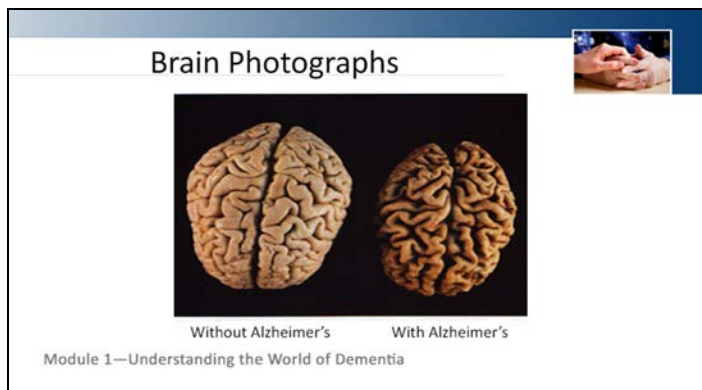 Brain Photographs
Without Alzheimer's
With Alzheimer's
Module 1—Understanding the World of Dementia